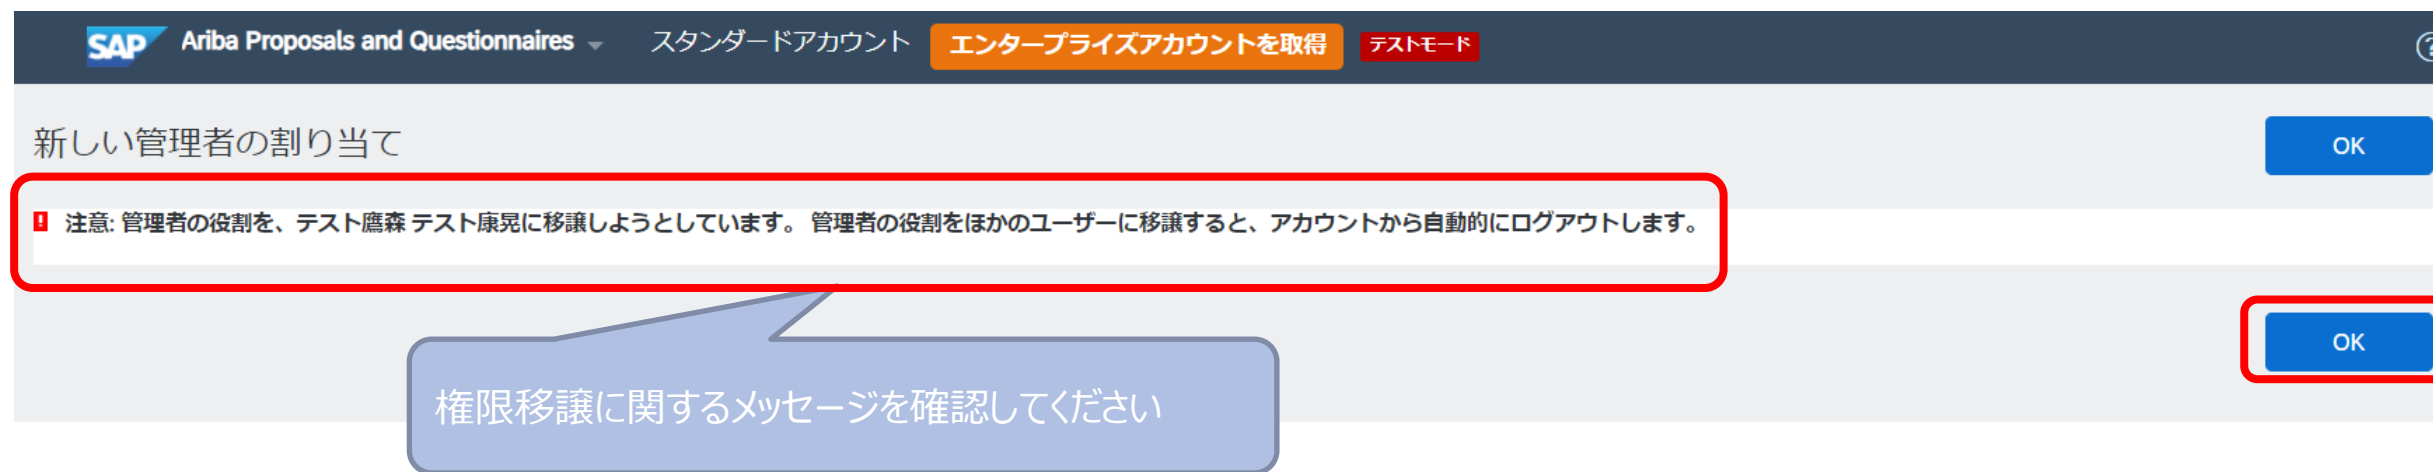 SAP Ariba Proposals and Questionnaires スタンダードアカウント エンタープライズアカウントを取得 テストモード
新しい管理者の割り当て
OK
注意: 管理者の役割を、テスト鷹森 テスト康晃に移譲しようとしています。 管理者の役割をほかのユーザーに移譲すると、アカウントから自動的にログアウトします。
OK
権限移譲に関するメッセージを確認してください